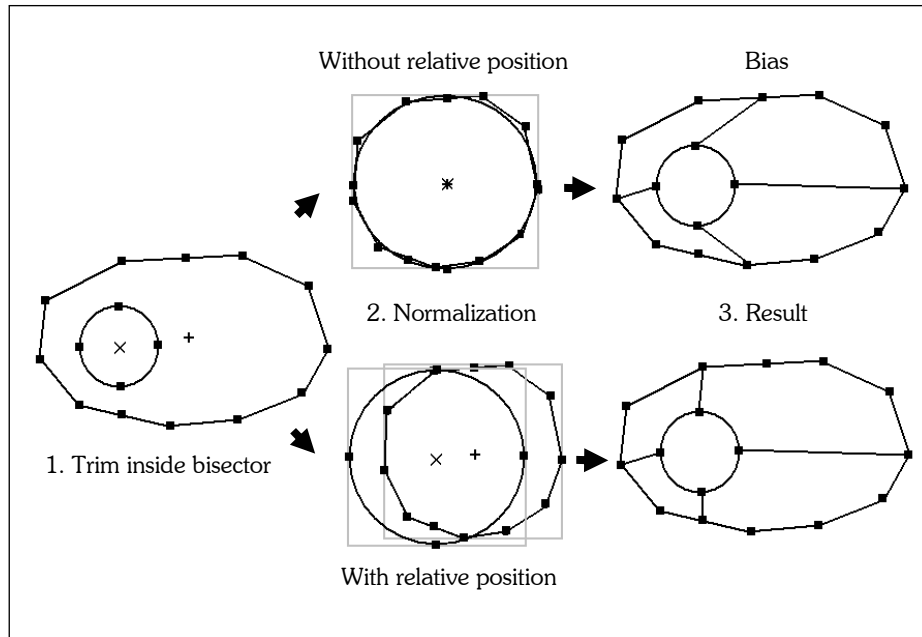 Without relative position
Bias
2. Normalization
3. Result
1. Trim inside bisector
With relative position